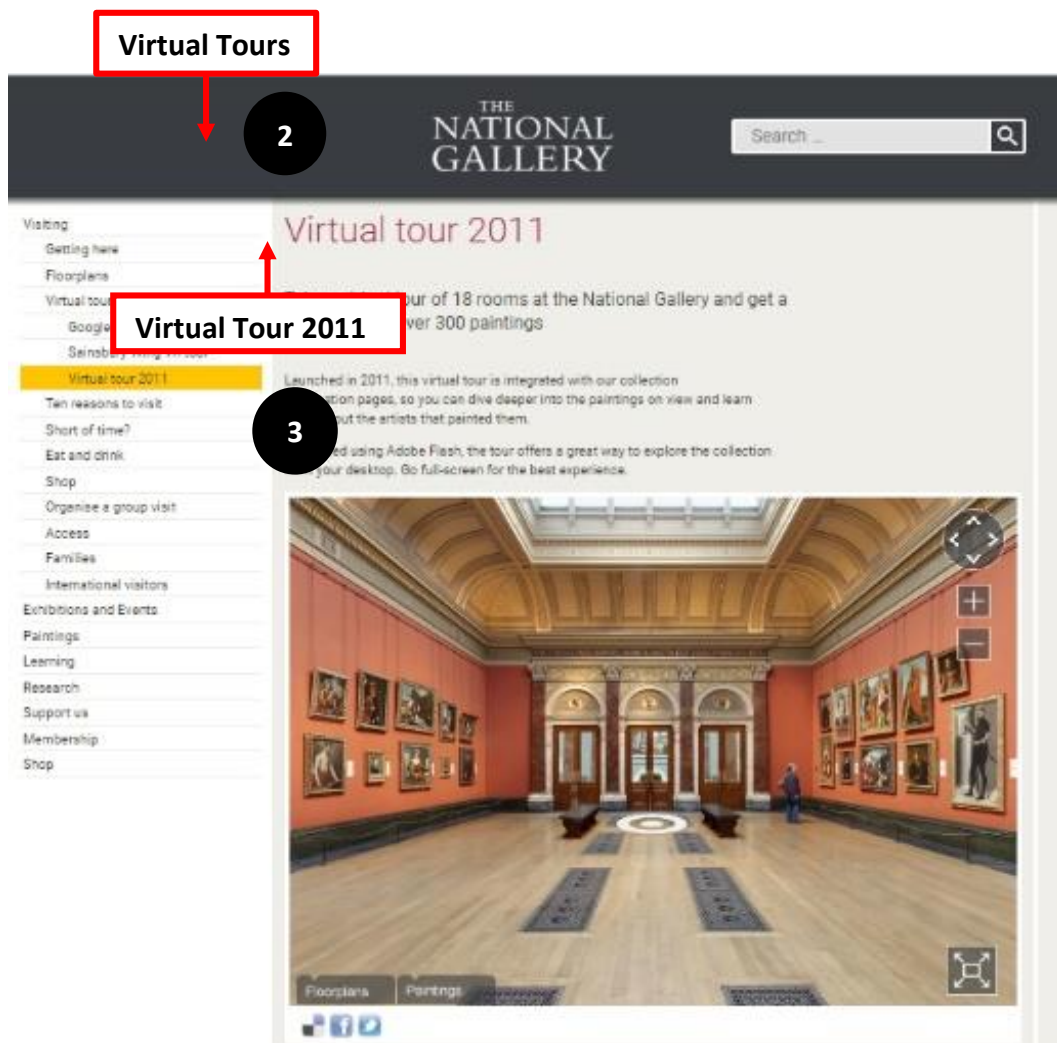 Virtual Tours
2
THE
NATIONAL
GALLERY
Search ...
Visiting
Getting here
Floorplans
Virtual tour
Google
Sainsbury Wing
Virtual tour 2011
Ten reasons to visit
Short of time?
Eat and drink
Shop
Organise a group visit
Access
Families
International visitors
Exhibitions and Events
Paintings
Learning
Research
Support us
Membership
Shop
Virtual tour 2011
our of 18 rooms at the National Gallery and get a
ver 300 paintings
Virtual Tour 2011
Launched in 2011, this virtual tour is integrated with our collection
ation pages, so you can dive deeper into the paintings on view and learn
out the artists that painted them.
3
ed using Adobe Flash, the tour offers a great way to explore the collection
your desktop. Go full-screen for the best experience.
Floorplans
Paintings